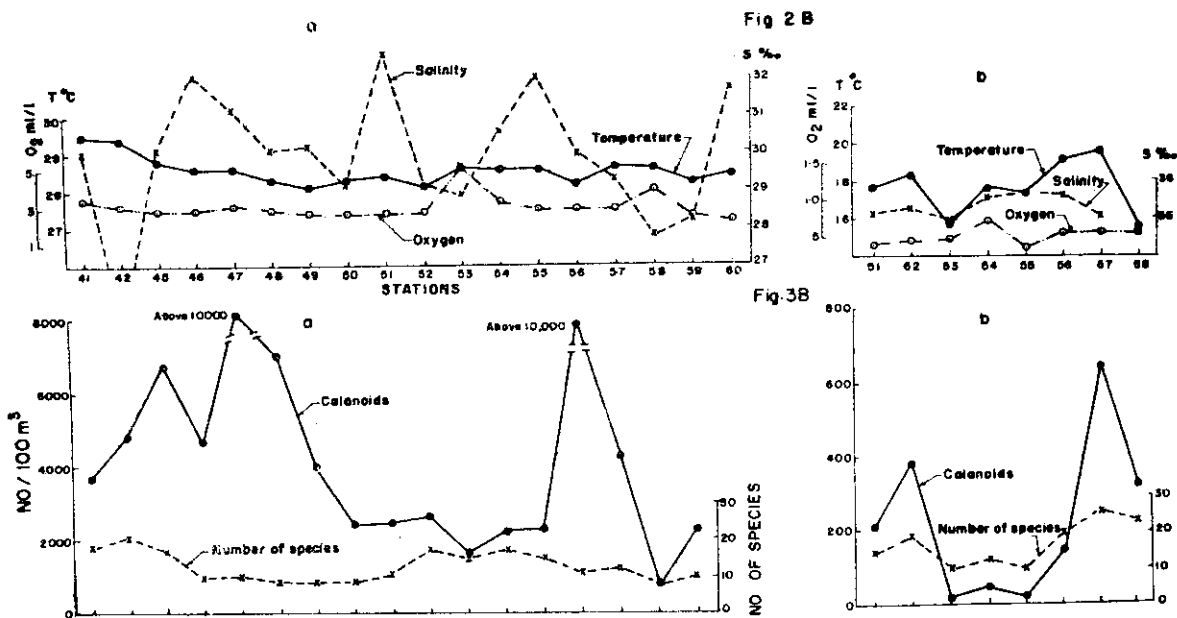 Fig 2B
a
T °C
O2 ml/l
S ‰
Salinity
Temperature
Oxygen
30
29
28
27
5
3
1
32
31
30
29
28
27
41 42 45 46 47 48 49 50 51 52 53 54 55 56 57 58 59 60
STATIONS
b
T °C
O2 ml/l
S ‰
Temperature
Salinity
Oxygen
22
20
18
16
1·5
1·0
·5
36
35
61 62 63 64 65 66 67 68
Fig.3B
a
NO/100m3
Above 10000
Above 10,000
Calanoids
Number of species
8000
6000
4000
2000
0
30
20
10
0
NO OF SPECIES
b
800
600
400
200
0
Calanoids
Number of species
30
20
10
0